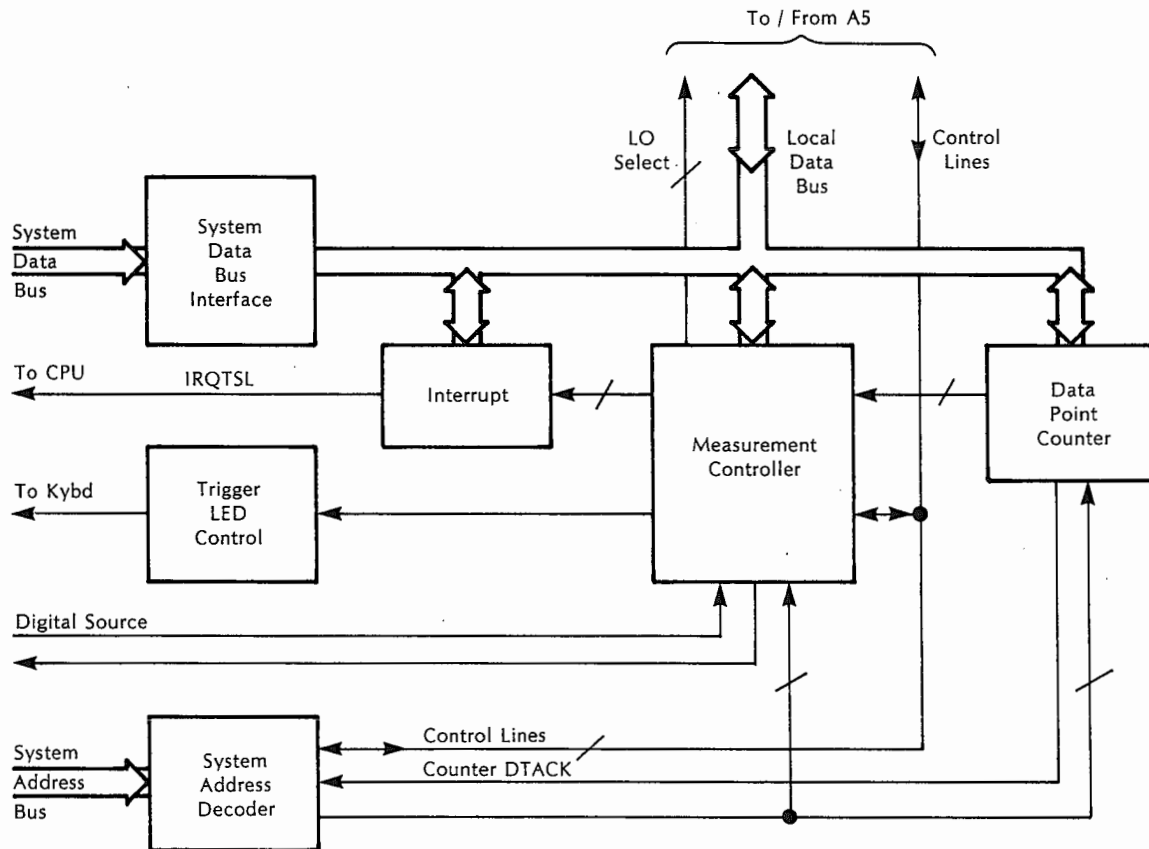 To / From A5
LO
Select
Local
Data
Bus
Control
Lines
System
Data
Bus
System
Data
Bus
Interface
To CPU
IRQTSL
Interrupt
Measurement
Controller
Data
Point
Counter
To Kybd
Trigger
LED
Control
Digital Source
System
Address
Bus
System
Address
Decoder
Control Lines
Counter DTACK